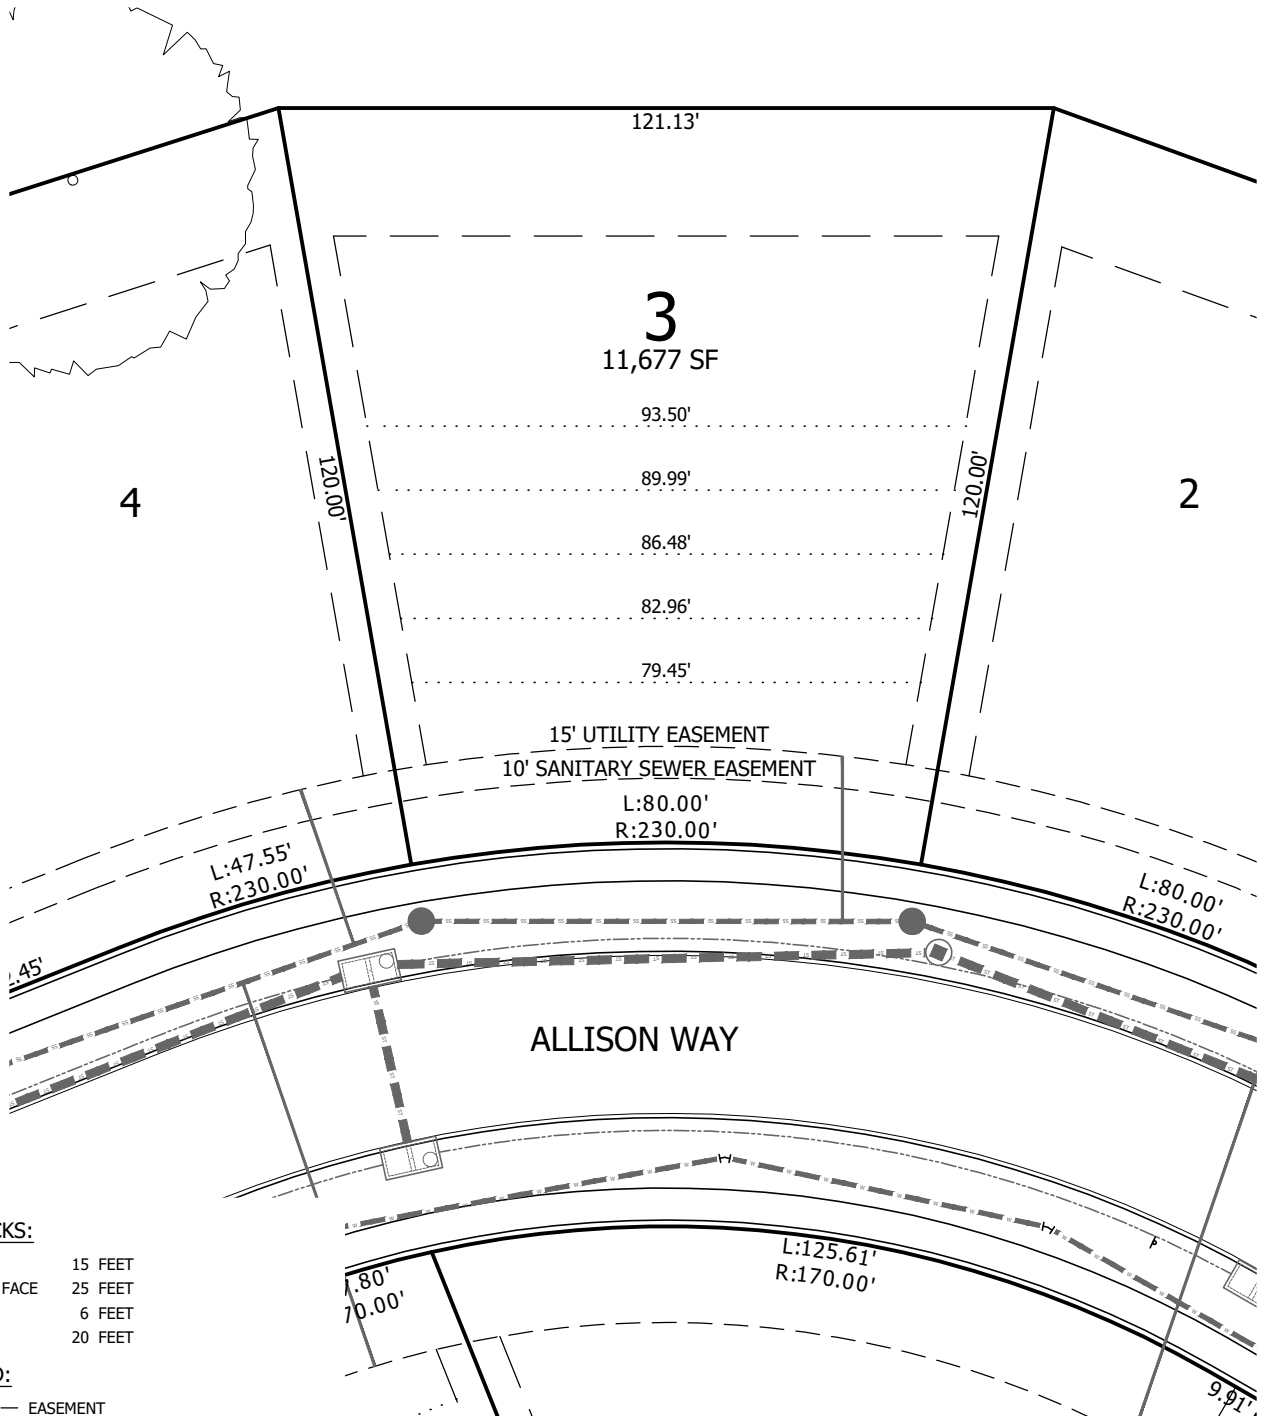 121.13'
3
11,677 SF
93.50'
89.99'
86.48'
82.96'
79.45'
120.00'
120.00'
4
2
15' UTILITY EASEMENT
10' SANITARY SEWER EASEMENT
L:80.00'
R:230.00'
L:47.55'
R:230.00'
L:80.00'
R:230.00'
.45'
ALLISON WAY
L:125.61'
R:170.00'
.80'
70.00'
9.91'
CKS:
15 FEET
FACE 25 FEET
6 FEET
20 FEET
D:
EASEMENT